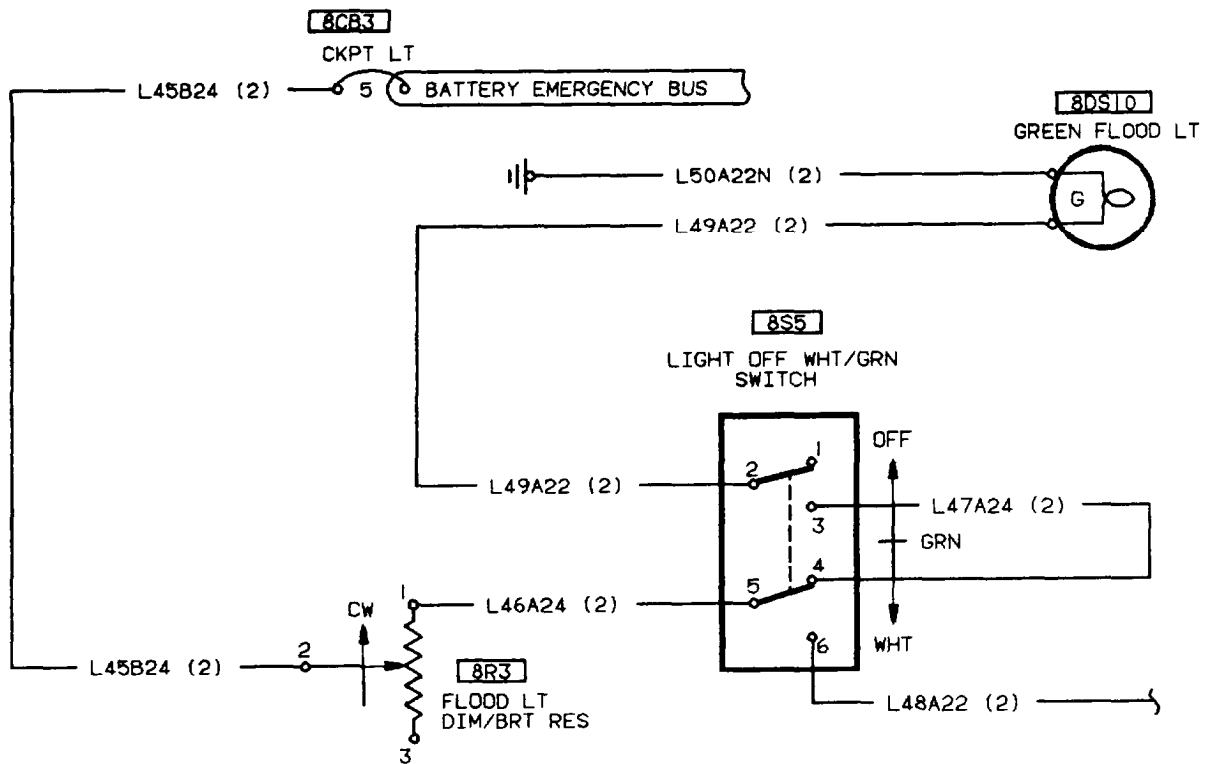 8CB3
CKPT LT
L45B24 (2)
5
BATTERY EMERGENCY BUS
8DS10
GREEN FLOOD LT
L50A22N (2)
G
L49A22 (2)
8S5
LIGHT OFF WHT/GRN
SWITCH
OFF
1
2
L49A22 (2)
3
L47A24 (2)
GRN
4
5
1
L46A24 (2)
CW
6
WHT
2
L45B24 (2)
8R3
FLOOD LT
DIM/BRT RES
L48A22 (2)
3